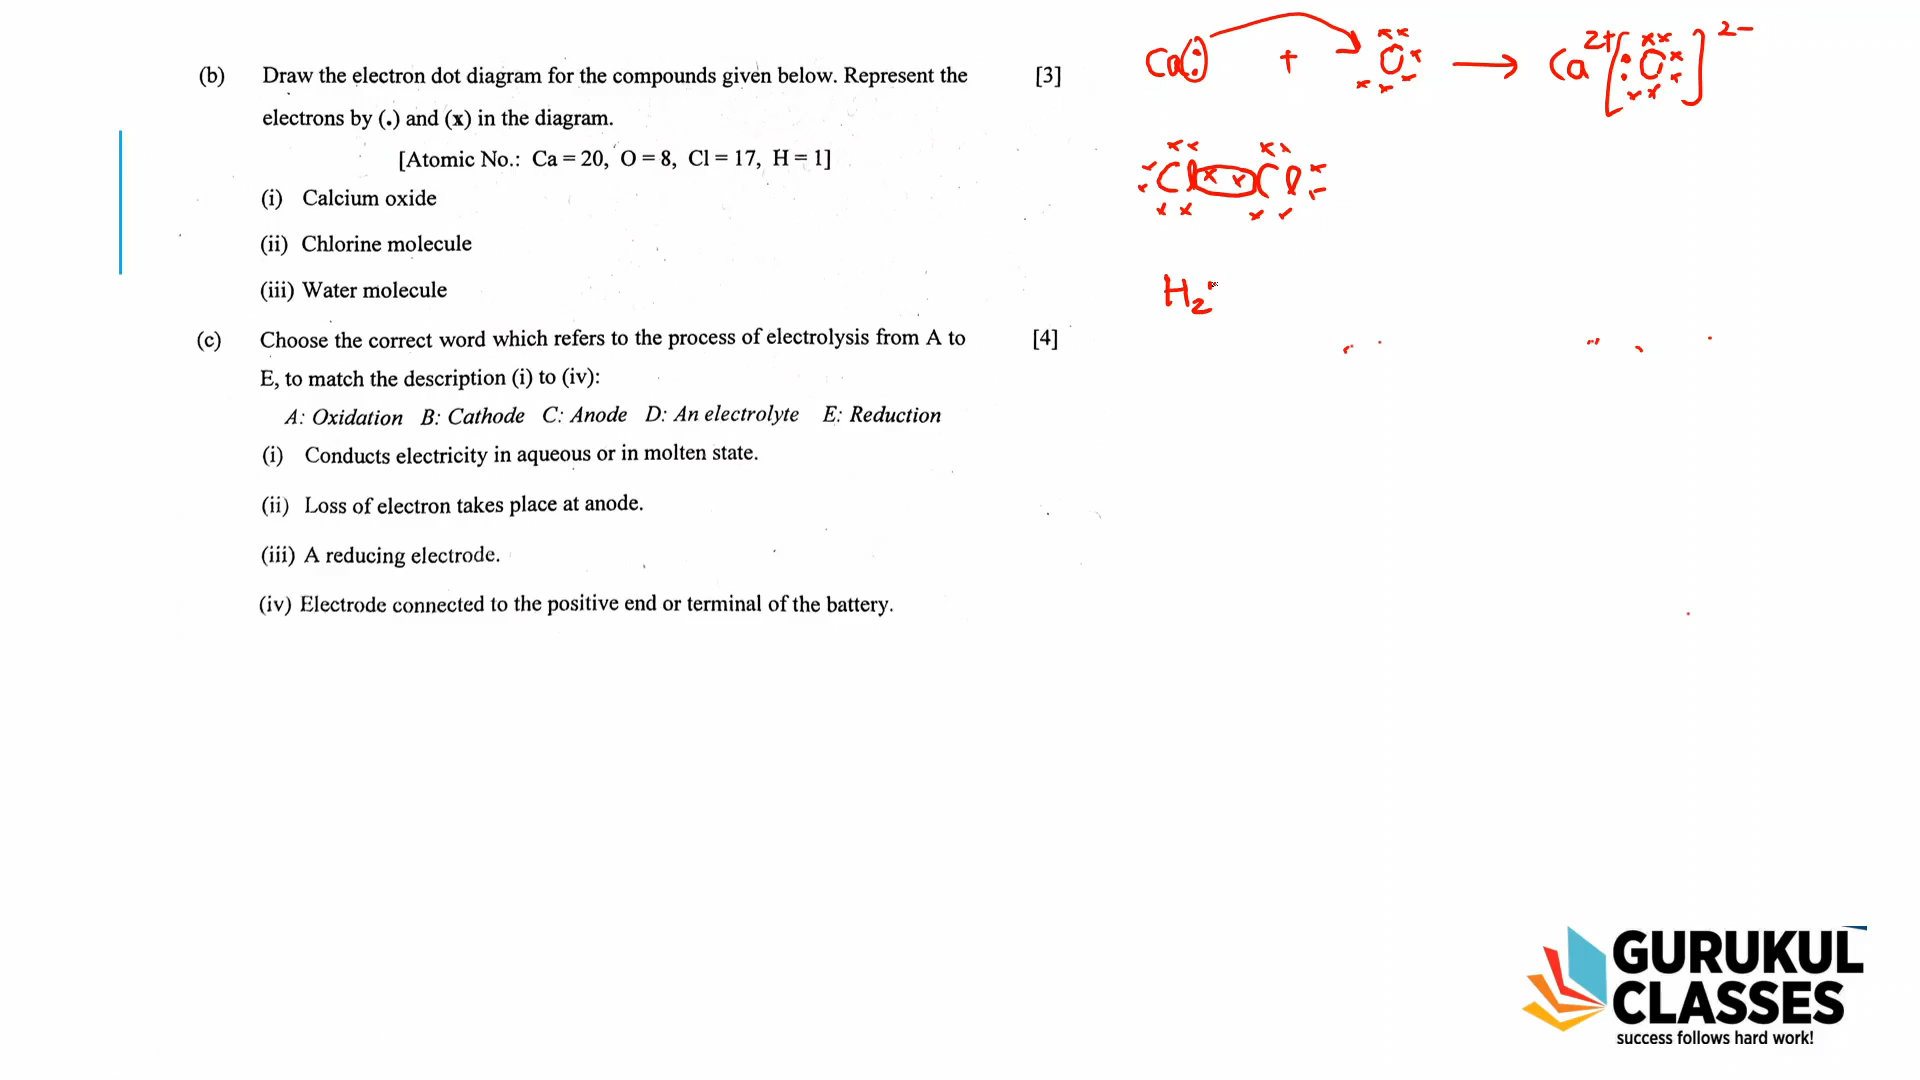 (b) Draw the electron dot diagram for the compounds given below. Represent the [3]
electrons by (.) and (x) in the diagram.
[Atomic No.: Ca = 20, O = 8, Cl = 17, H = 1]
(i) Calcium oxide
(ii) Chlorine molecule
(iii) Water molecule
(c) Choose the correct word which refers to the process of electrolysis from A to [4]
E, to match the description (i) to (iv):
A: Oxidation B: Cathode C: Anode D: An electrolyte E: Reduction
(i) Conducts electricity in aqueous or in molten state.
(ii) Loss of electron takes place at anode.
(iii) A reducing electrode.
(iv) Electrode connected to the positive end or terminal of the battery.
Ca: + O → Ca 2+ [:O]2-
Cl xx Cl
H2
GURUKUL
CLASSES
success follows hard work!